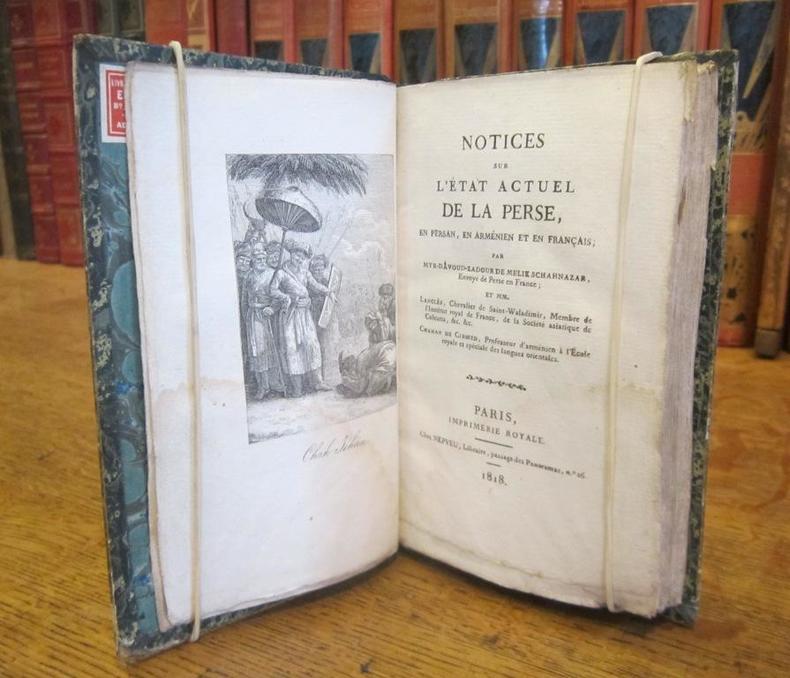 Chah Jéhan
NOTICES
SUR
L'ÉTAT ACTUEL
DE LA PERSE,
EN PERSAN, EN ARMÉNIEN ET EN FRANÇAIS;
PAR
MYR-DÂVOUD-ZADOUR DE MELIK SCHAHNAZAR,
Envoyé de Perse en France;
ET MM.
LANGLÈS, Chevalier de Saint-Waladimir, Membre de
l'Institut royal de France, de la Société asiatique de
Calcuta, &c. &c.
CHAHAN DE CIRBIED, Professeur d'arménien à l'École
royale et spéciale des langues orientales.
PARIS,
IMPRIMERIE ROYALE.
Chez NEPVEU, Libraire, passage des Panoramas, n.º 26.
1818.